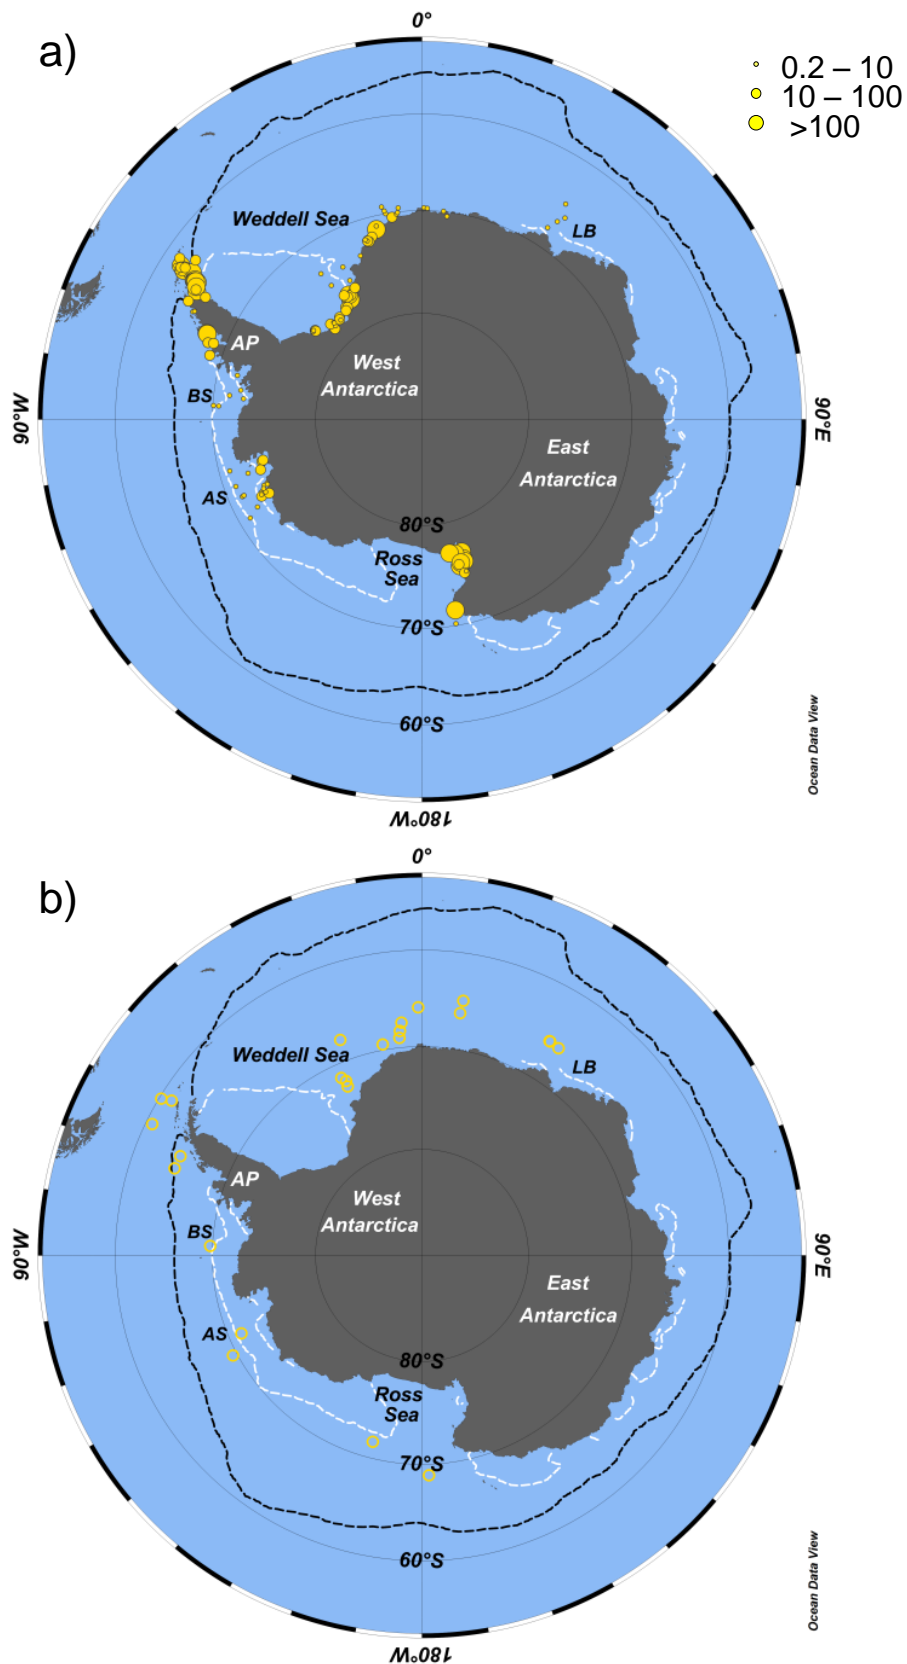 a)
0°
0.2 – 10
10 – 100
>100
Weddell Sea
LB
AP
West
Antarctica
BS
90°W
90°E
East
Antarctica
AS
80°S
Ross
Sea
70°S
60°S
Ocean Data View
180°W
b)
0°
Weddell Sea
LB
AP
West
Antarctica
BS
90°W
90°E
East
Antarctica
AS
80°S
Ross
Sea
70°S
60°S
Ocean Data View
180°W